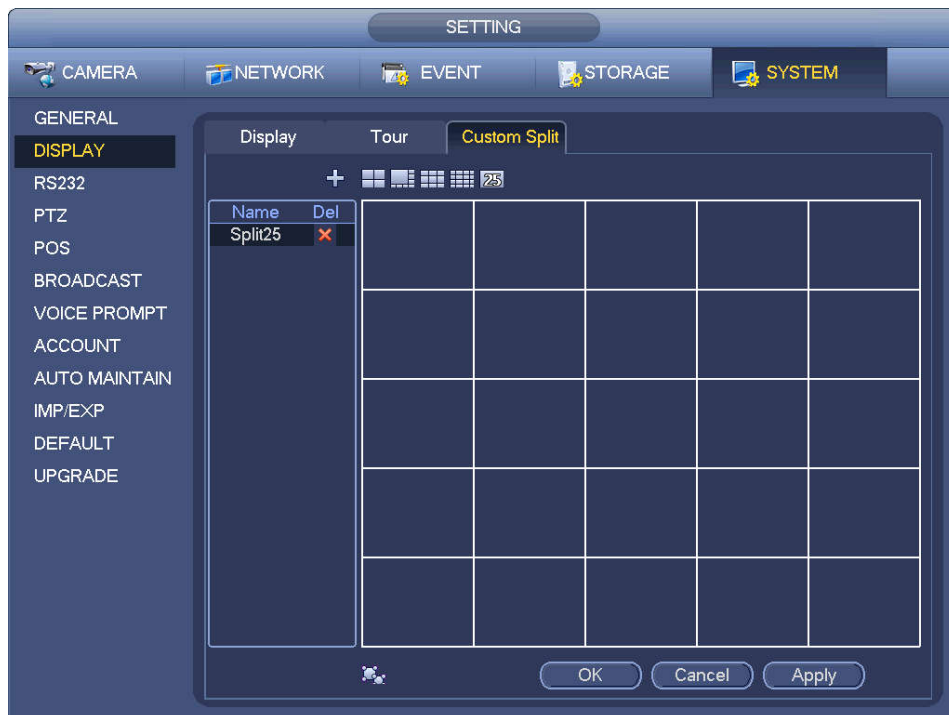 SETTING
CAMERA NETWORK EVENT STORAGE SYSTEM
GENERAL
DISPLAY
RS232
PTZ
POS
BROADCAST
VOICE PROMPT
ACCOUNT
AUTO MAINTAIN
IMP/EXP
DEFAULT
UPGRADE
Display Tour Custom Split
25
Name Del
Split25
OK Cancel Apply